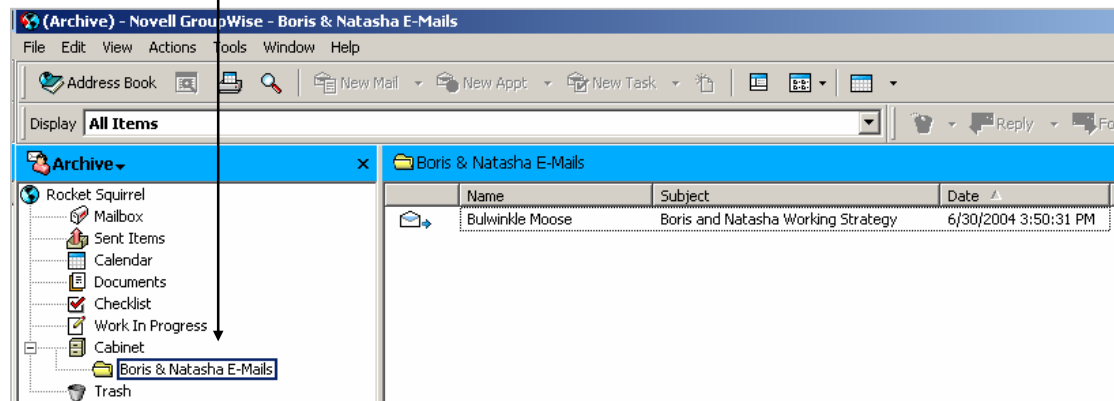 (Archive) - Novell GroupWise - Boris & Natasha E-Mails
File Edit View Actions Tools Window Help
Address Book New Mail New Appt New Task
Display All Items Reply Fo
Archive × Boris & Natasha E-Mails
Name Subject Date
Bulwinkle Moose Boris and Natasha Working Strategy 6/30/2004 3:50:31 PM
Rocket Squirrel
Mailbox
Sent Items
Calendar
Documents
Checklist
Work In Progress
Cabinet
Boris & Natasha E-Mails
Trash